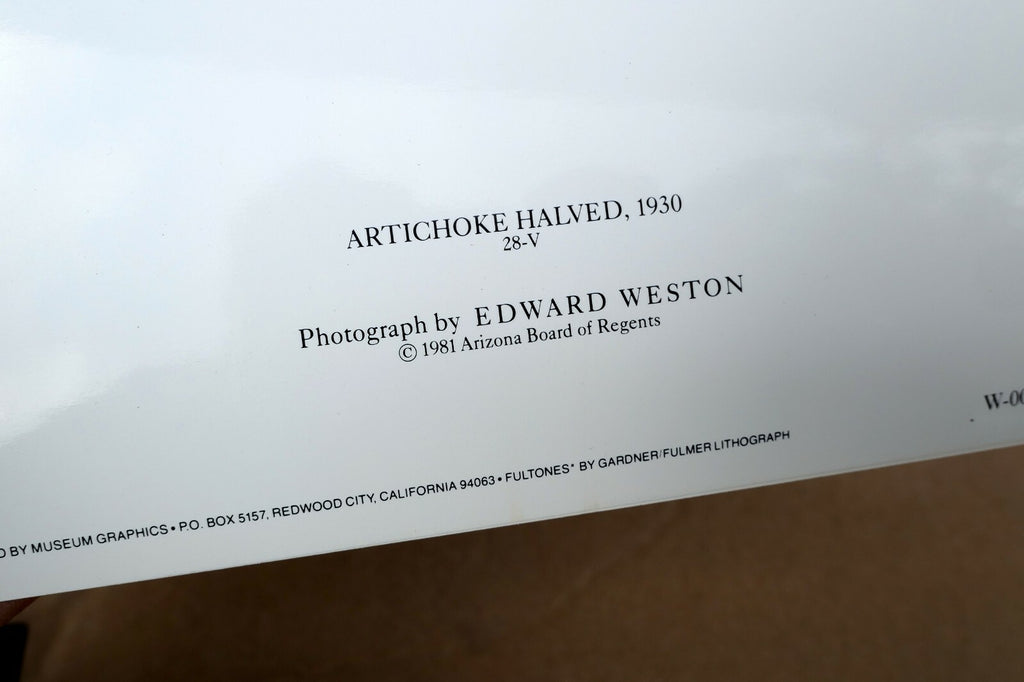 ARTICHOKE HALVED, 1930
28-V
Photograph by EDWARD WESTON
© 1981 Arizona Board of Regents
BY MUSEUM GRAPHICS • P.O. BOX 5157, REDWOOD CITY, CALIFORNIA 94063 • FULTONES* BY GARDNER/FULMER LITHOGRAPH